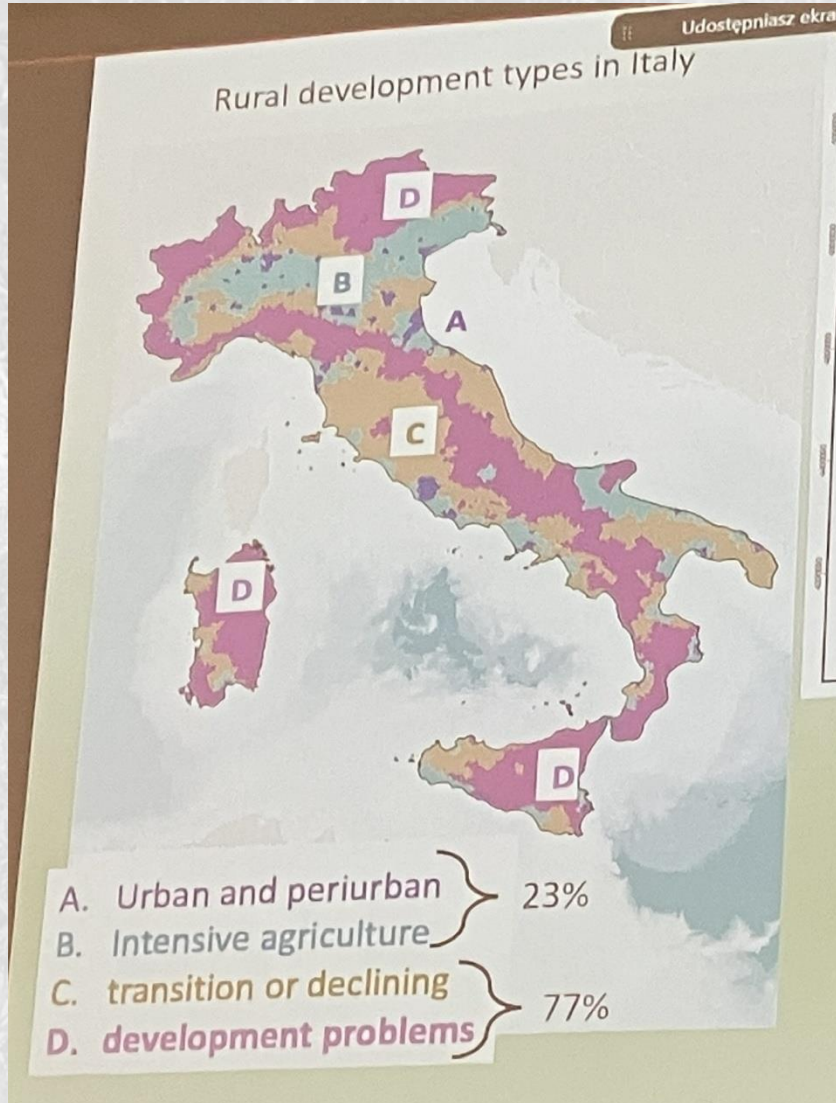 Udostępniasz ekra
Rural development types in Italy
D
B
A
C
D
D
A. Urban and periurban
23%
B. Intensive agriculture
C. transition or declining
77%
D. development problems